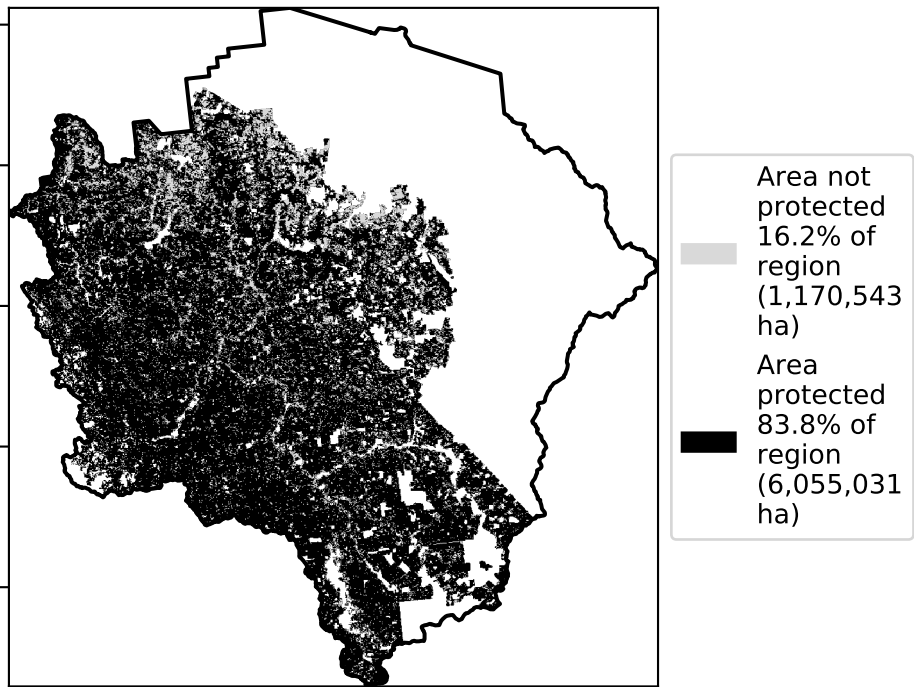 Area not
protected
16.2% of
region
(1,170,543
ha)
Area
protected
83.8% of
region
(6,055,031
ha)